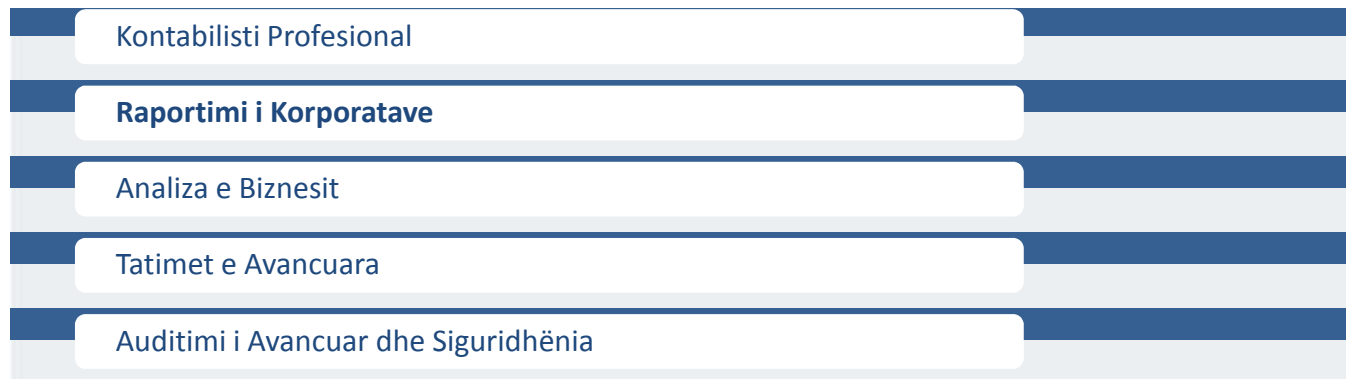 Kontabilisti Profesional
Raportimi i Korporatave
Analiza e Biznesit
Tatimet e Avancuara
Auditimi i Avancuar dhe Siguridhënia